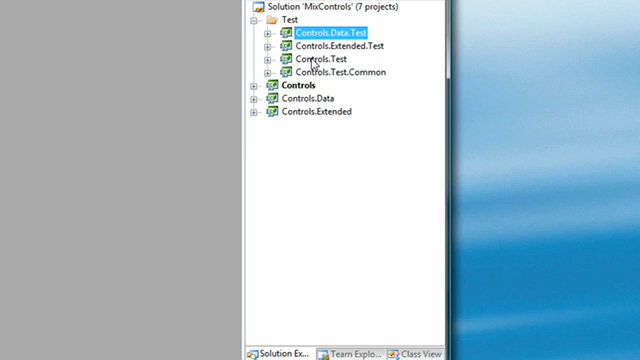 Solution 'MixControls' (7 projects)
Test
Controls.Data.Test
Controls.Extended.Test
Controls.Test
Controls.Test.Common
Controls
Controls.Data
Controls.Extended
Solution Ex... Team Explo... Class View